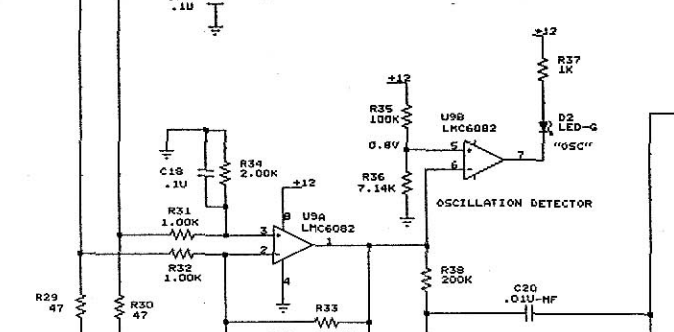 .1U
+12
R37
1K
+12
R35
100K
U9B
LMC6082
D2
LED-G
"OSC"
0.8V
5
6
7
R36
7.14K
OSCILLATION DETECTOR
C18
.1U
R34
2.00K
+12
8
U9A
LMC6082
R31
1.00K
3
2
1
R32
1.00K
4
R38
200K
C20
.01U-MF
R29
47
R30
47
R33